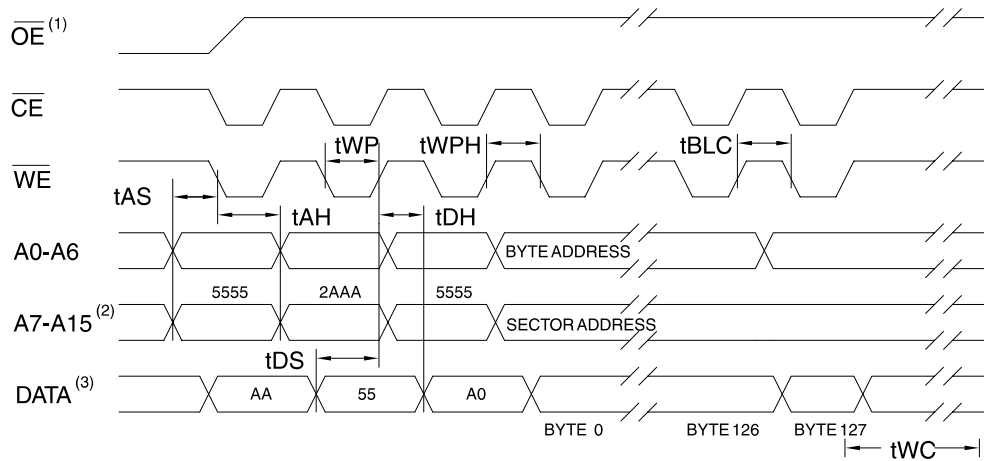 OE (1)
CE
tWP tWPH tBLC
WE
tAS tAH tDH
A0-A6 BYTE ADDRESS
5555 2AAA 5555
A7-A15 (2) SECTOR ADDRESS
tDS
DATA (3) AA 55 A0
BYTE 0 BYTE 126 BYTE 127
tWC